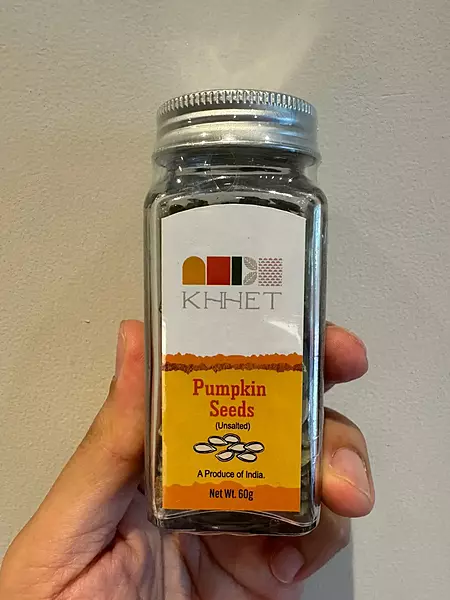 KHHET
Pumpkin
Seeds
(Unsalted)
A Produce of India.
Net Wt. 60g